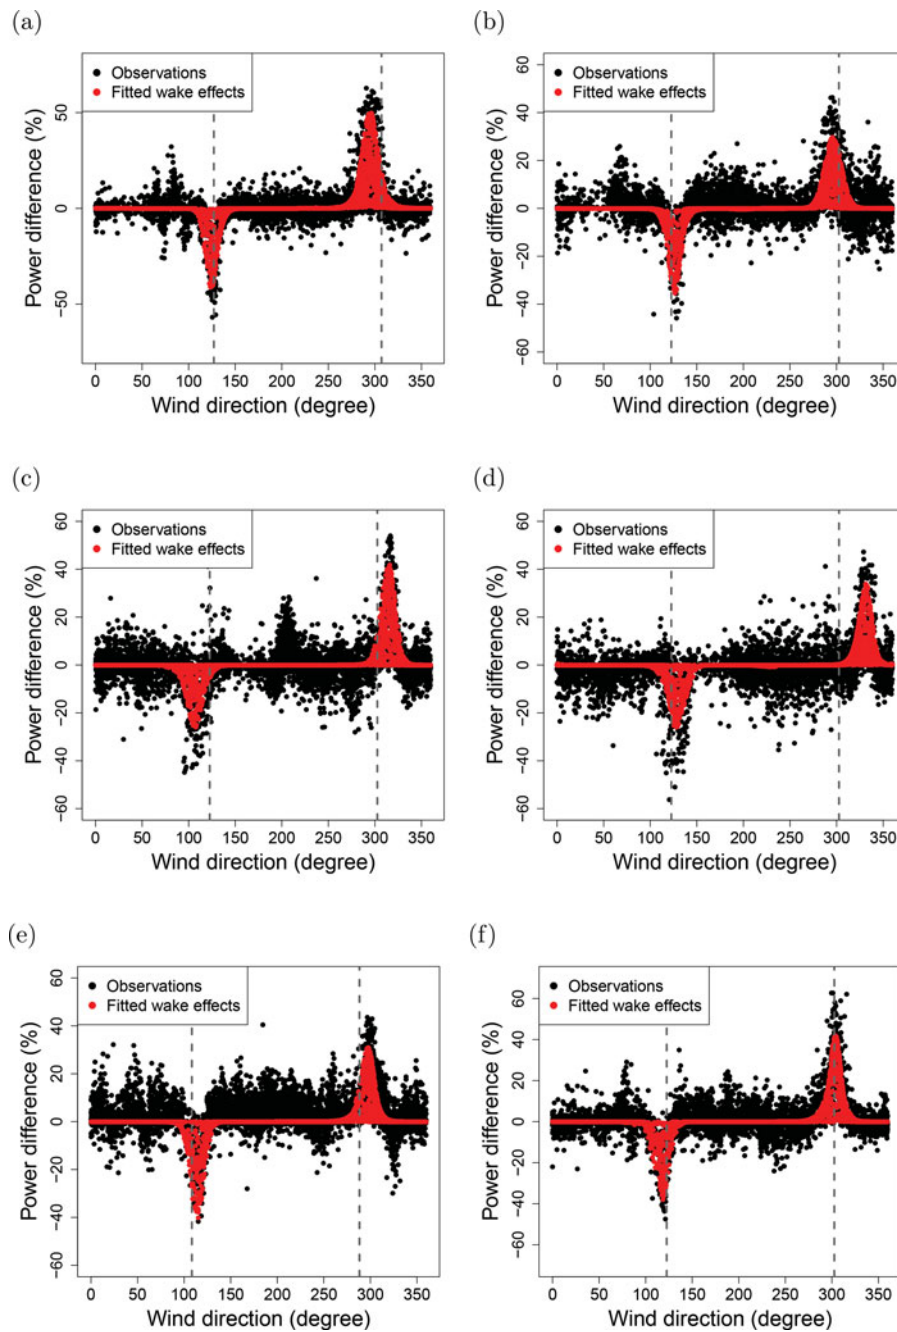 (a)
Observations
Fitted wake effects
Power difference (%)
50
0
−50
0 50 100 150 200 250 300 350
Wind direction (degree)
(b)
Observations
Fitted wake effects
Power difference (%)
60
40
20
0
−20
−40
−60
0 50 100 150 200 250 300 350
Wind direction (degree)
(c)
Observations
Fitted wake effects
Power difference (%)
60
40
20
0
−20
−40
−60
0 50 100 150 200 250 300 350
Wind direction (degree)
(d)
Observations
Fitted wake effects
Power difference (%)
60
40
20
0
−20
−40
−60
0 50 100 150 200 250 300 350
Wind direction (degree)
(e)
Observations
Fitted wake effects
Power difference (%)
60
40
20
0
−20
−40
−60
0 50 100 150 200 250 300 350
Wind direction (degree)
(f)
Observations
Fitted wake effects
Power difference (%)
60
40
20
0
−20
−40
−60
0 50 100 150 200 250 300 350
Wind direction (degree)